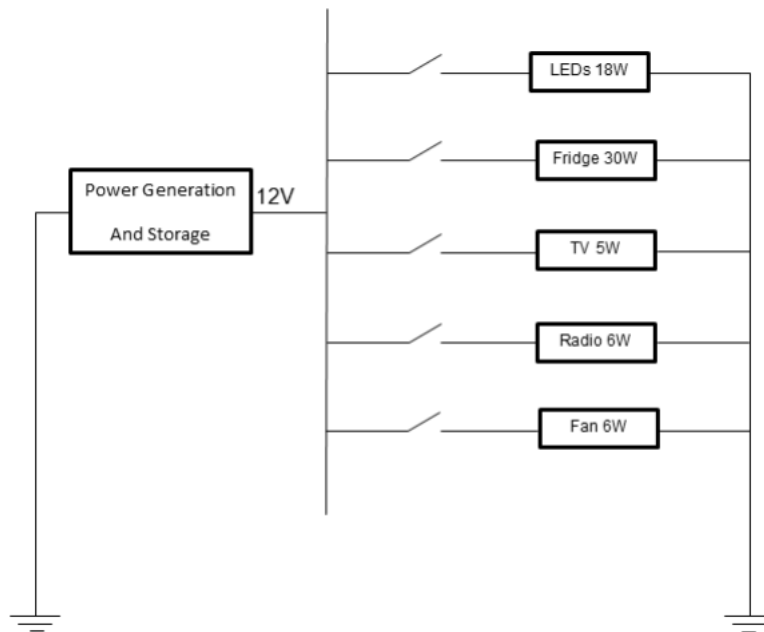 LEDs 18W
Fridge 30W
Power Generation
And Storage
12V
TV 5W
Radio 6W
Fan 6W